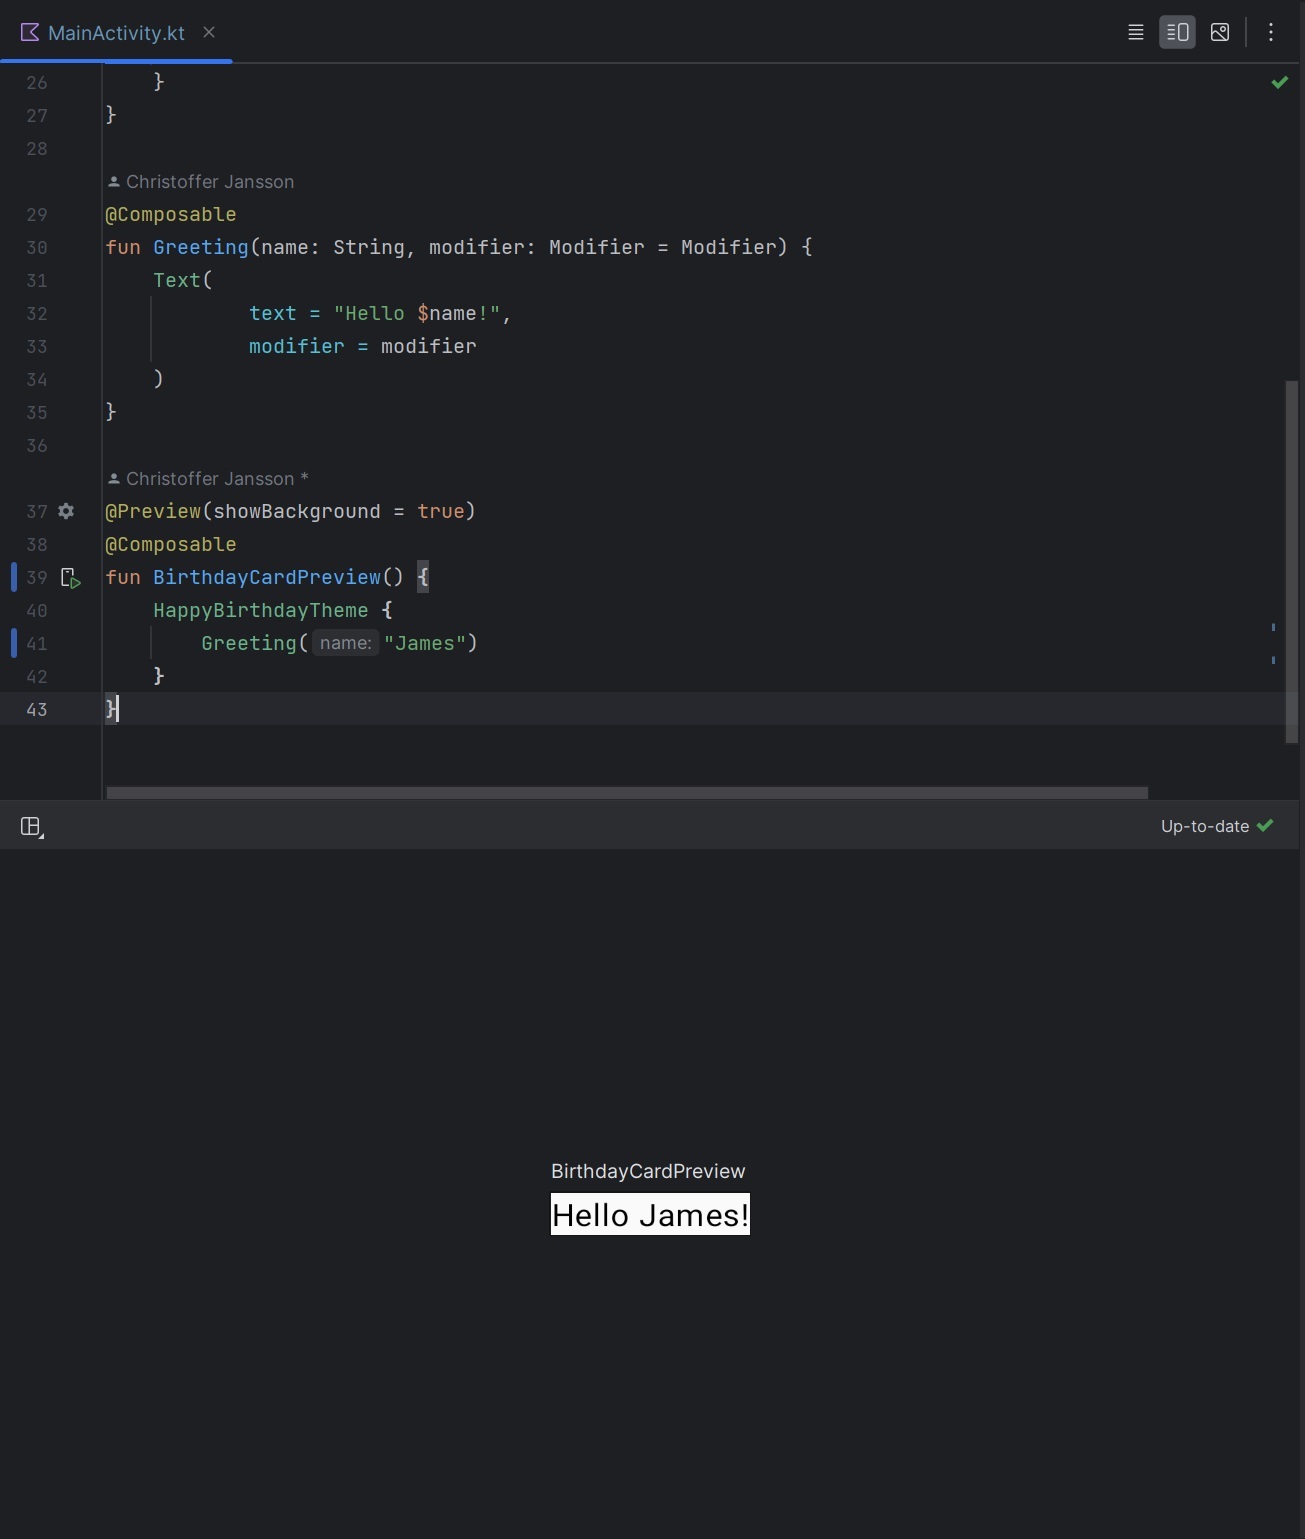 MainActivity.kt
26 }
27 }
28
Christoffer Jansson
29 @Composable
30 fun Greeting(name: String, modifier: Modifier = Modifier) {
31 Text(
32 text = "Hello $name!",
33 modifier = modifier
34 )
35 }
36
Christoffer Jansson *
37 @Preview(showBackground = true)
38 @Composable
39 fun BirthdayCardPreview() {
40 HappyBirthdayTheme {
41 Greeting( name: "James")
42 }
43 }
Up-to-date
BirthdayCardPreview
Hello James!